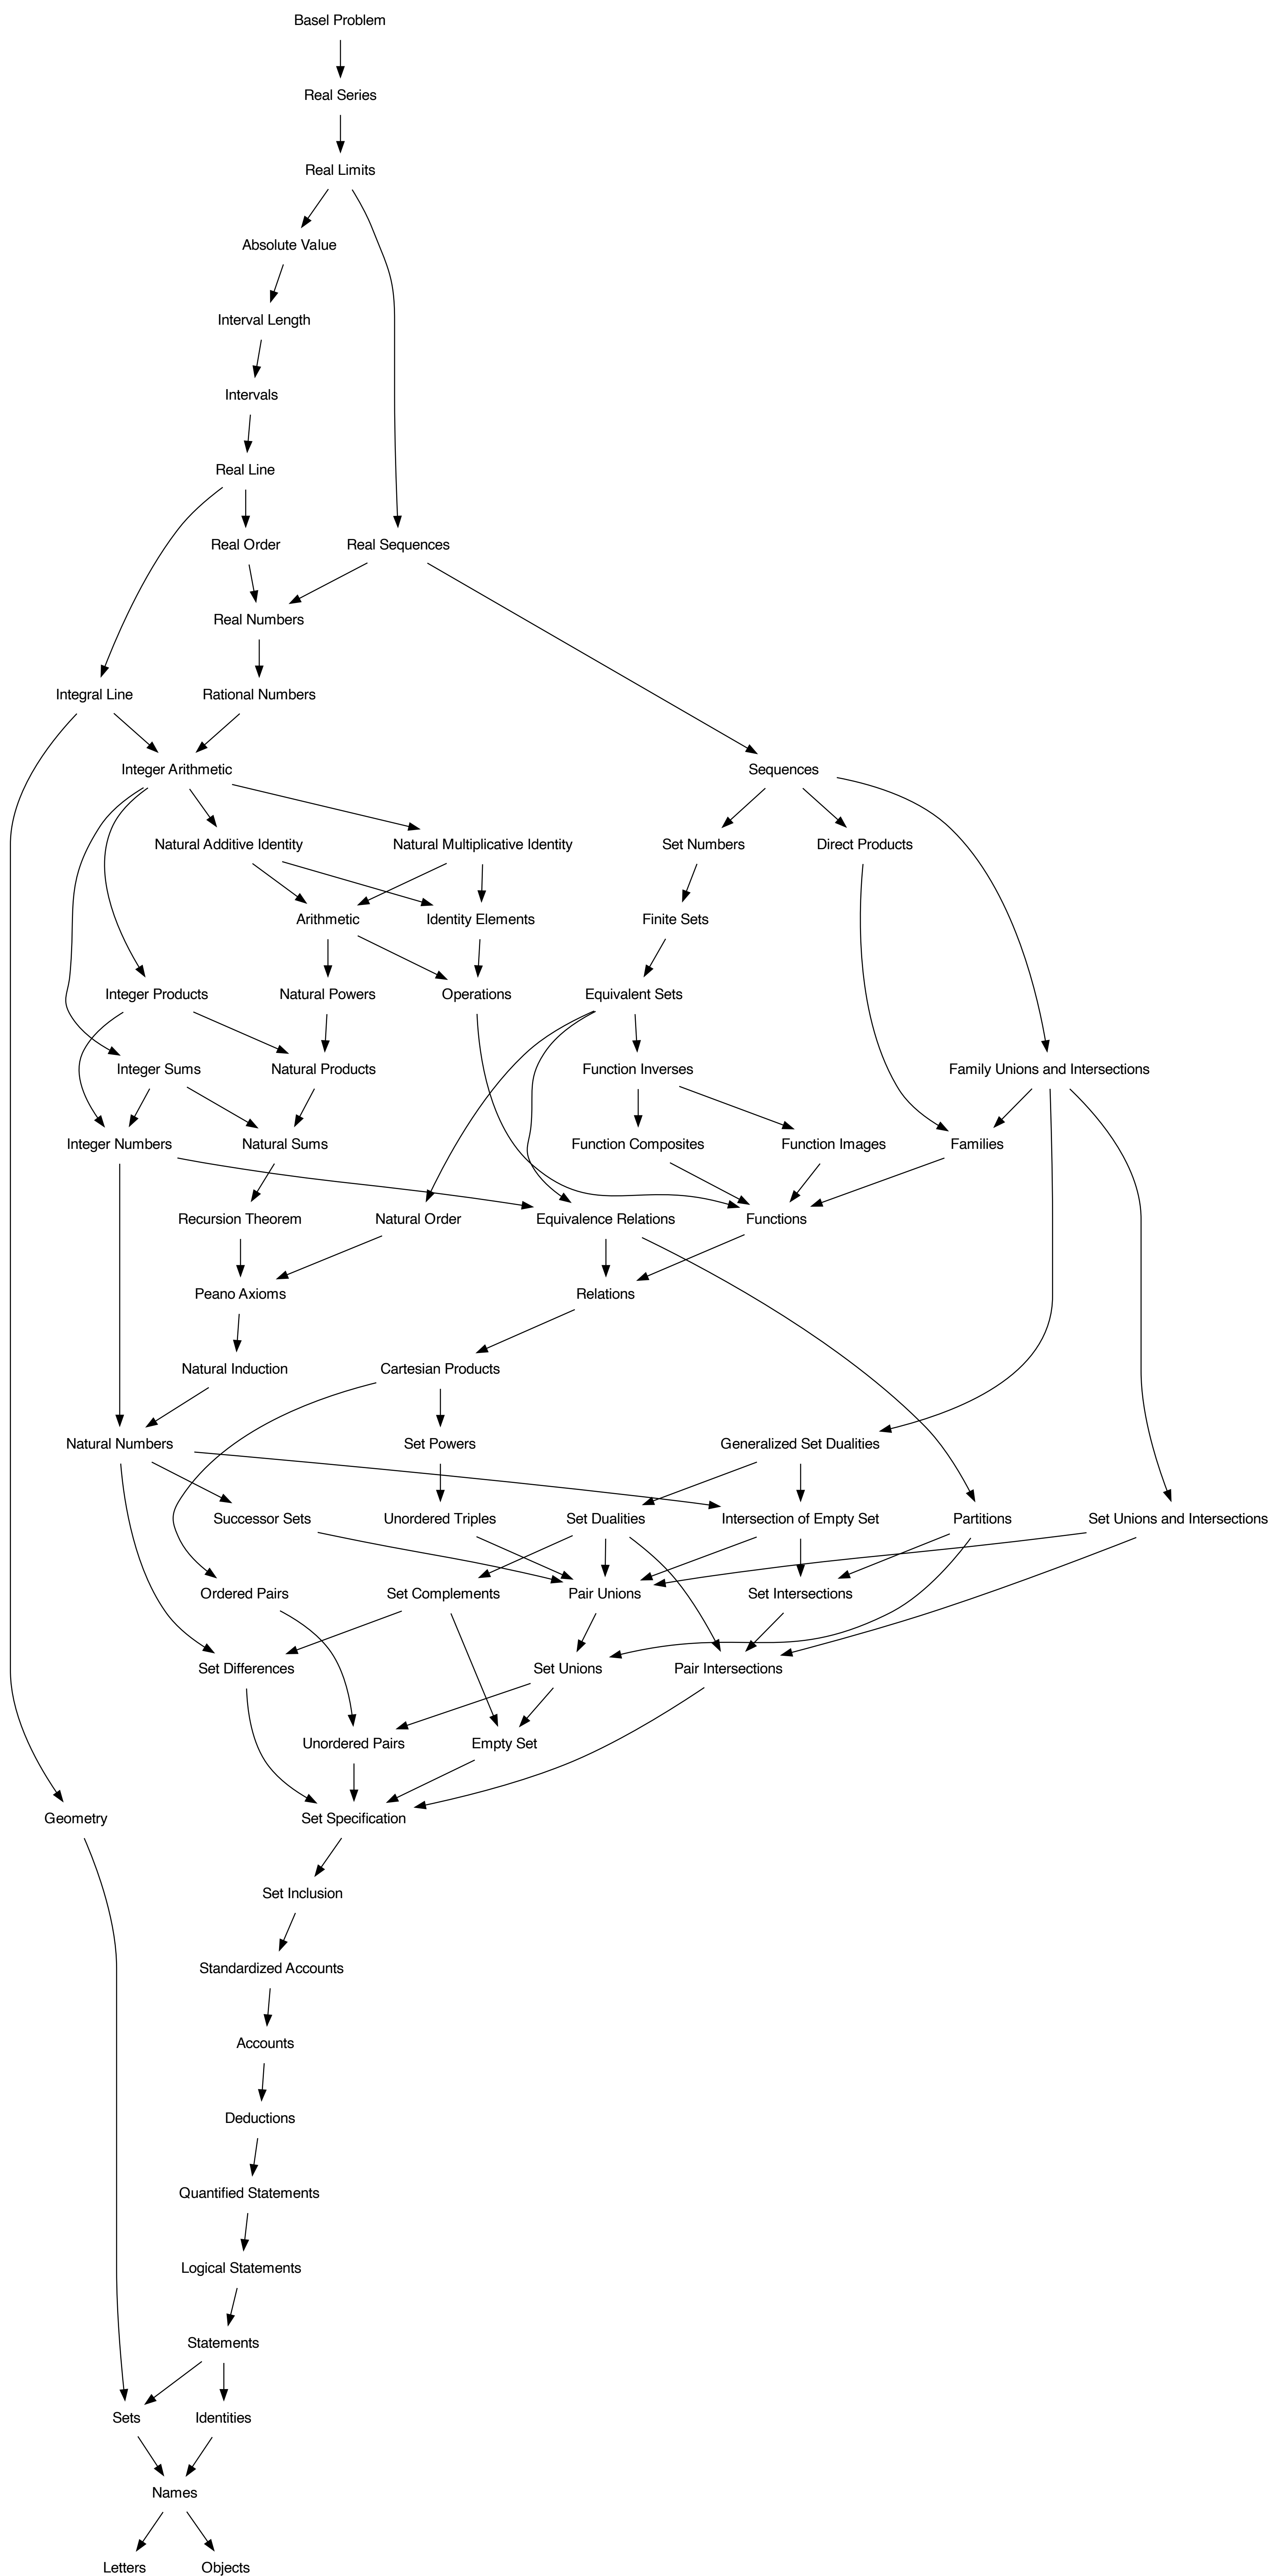 Basel Problem
Real Series
Real Limits
Absolute Value
Interval Length
Intervals
Real Line
Real Order
Real Sequences
Real Numbers
Integral Line
Rational Numbers
Integer Arithmetic
Sequences
Natural Additive Identity
Natural Multiplicative Identity
Set Numbers
Direct Products
Arithmetic
Identity Elements
Finite Sets
Integer Products
Natural Powers
Operations
Equivalent Sets
Integer Sums
Natural Products
Function Inverses
Family Unions and Intersections
Integer Numbers
Natural Sums
Function Composites
Function Images
Families
Recursion Theorem
Natural Order
Equivalence Relations
Functions
Peano Axioms
Relations
Natural Induction
Cartesian Products
Natural Numbers
Set Powers
Generalized Set Dualities
Successor Sets
Unordered Triples
Set Dualities
Intersection of Empty Set
Partitions
Set Unions and Intersections
Ordered Pairs
Set Complements
Pair Unions
Set Intersections
Set Differences
Set Unions
Pair Intersections
Unordered Pairs
Empty Set
Geometry
Set Specification
Set Inclusion
Standardized Accounts
Accounts
Deductions
Quantified Statements
Logical Statements
Statements
Sets
Identities
Names
Letters
Objects